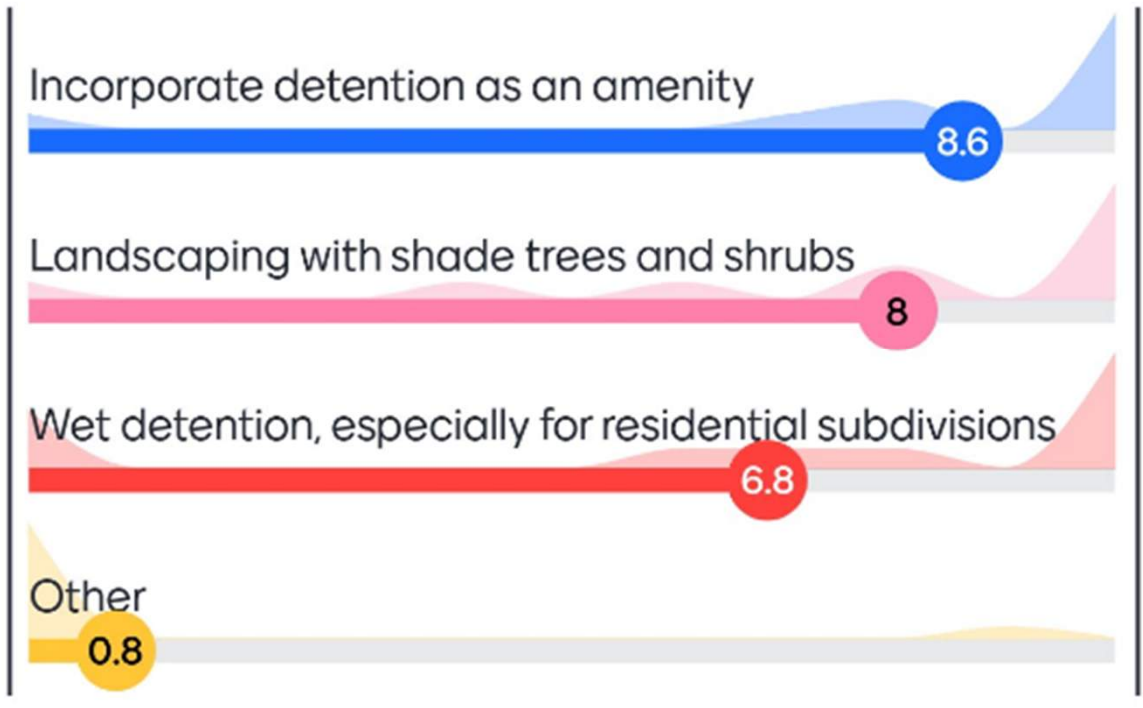 Incorporate detention as an amenity
8.6
Landscaping with shade trees and shrubs
8
Wet detention, especially for residential subdivisions
6.8
Other
0.8